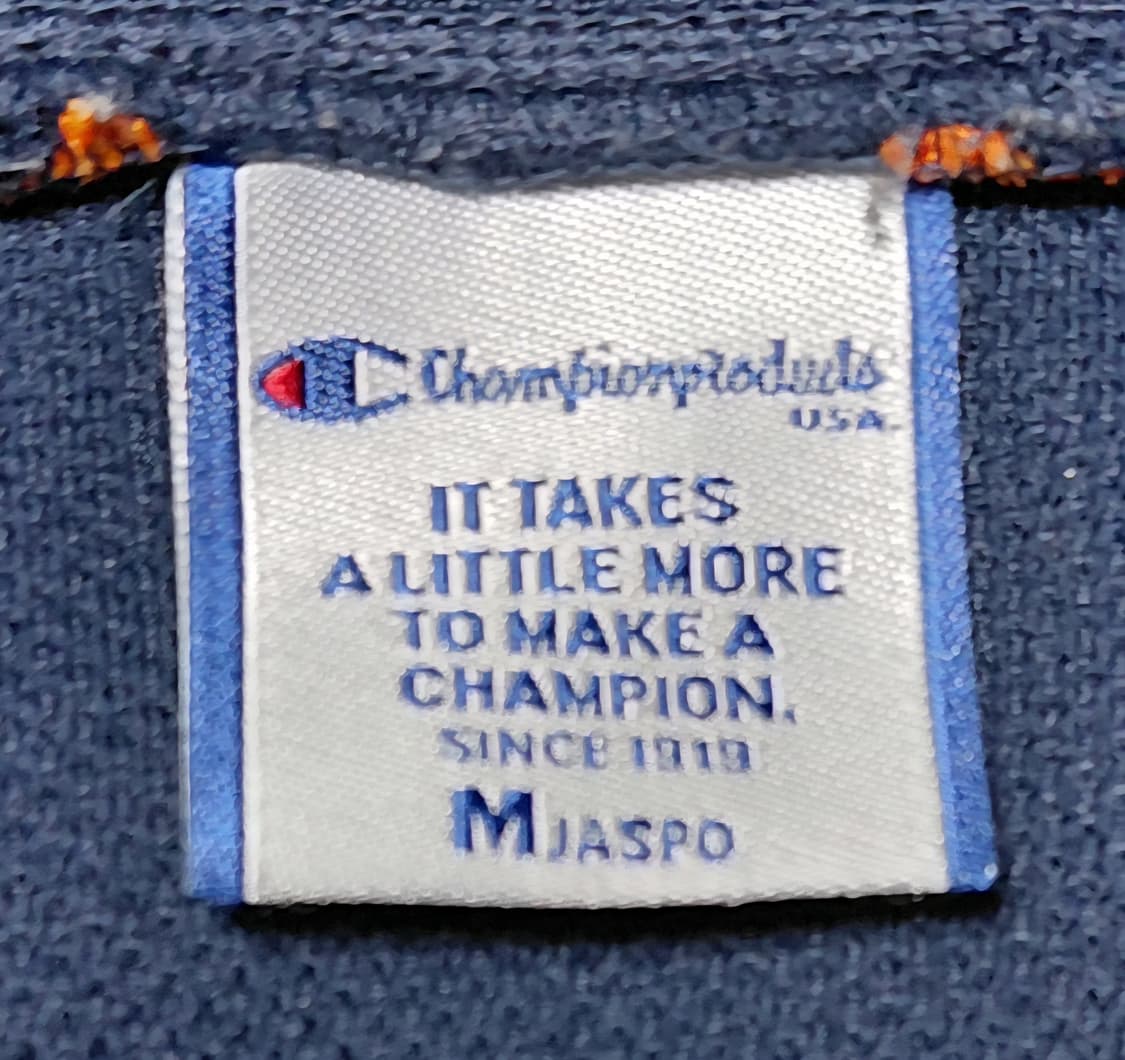 Championproducts
USA.
IT TAKES
A LITTLE MORE
TO MAKE A
CHAMPION.
SINCE 1919
M JASPO